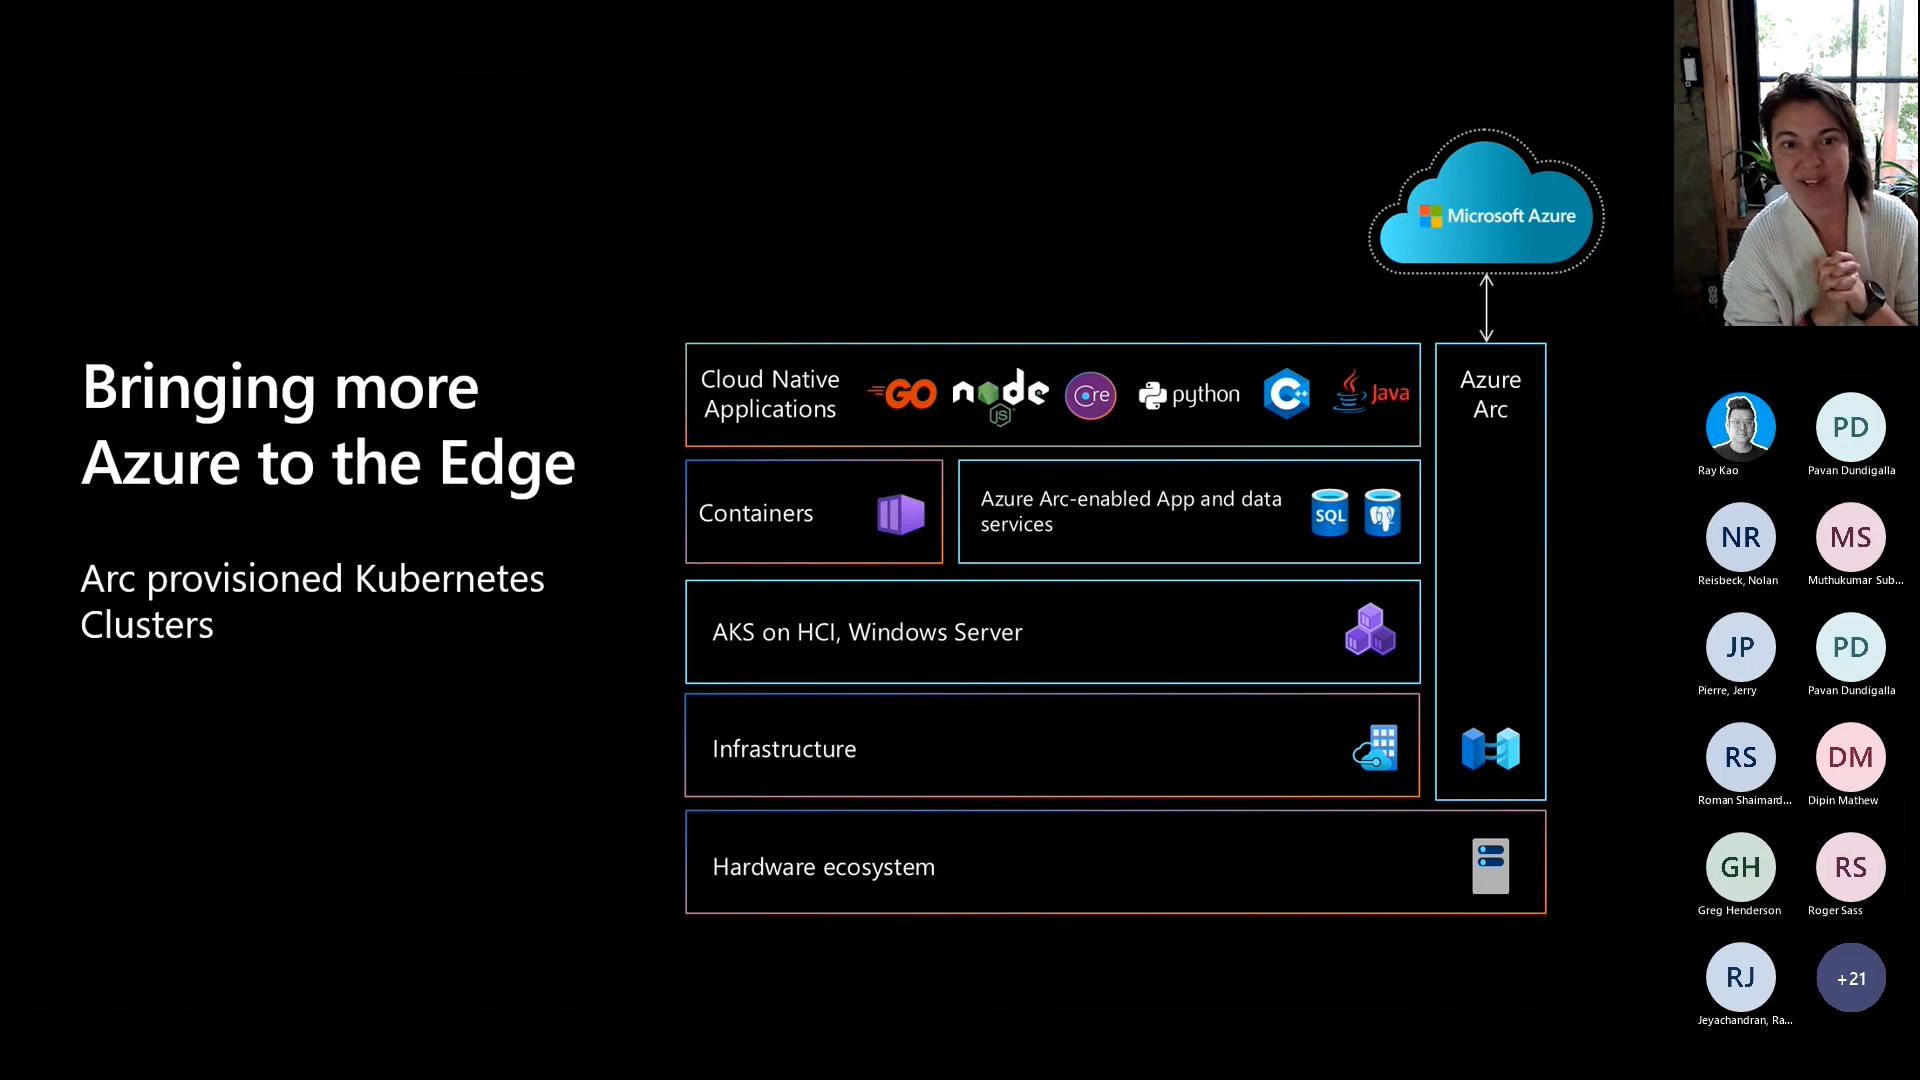 Bringing more
Azure to the Edge
Arc provisioned Kubernetes
Clusters
Microsoft Azure
Cloud Native
Applications
GO
node
JS
Core
python
C++
Java
Azure
Arc
Containers
Azure Arc-enabled App and data
services
SQL
AKS on HCI, Windows Server
Infrastructure
Hardware ecosystem
Ray Kao
PD
Pavan Dundigalla
NR
Reisbeck, Nolan
MS
Muthukumar Sub...
JP
Pierre, Jerry
PD
Pavan Dundigalla
RS
Roman Shaimard...
DM
Dipin Mathew
GH
Greg Henderson
RS
Roger Sass
RJ
Jeyachandran, Ra...
+21